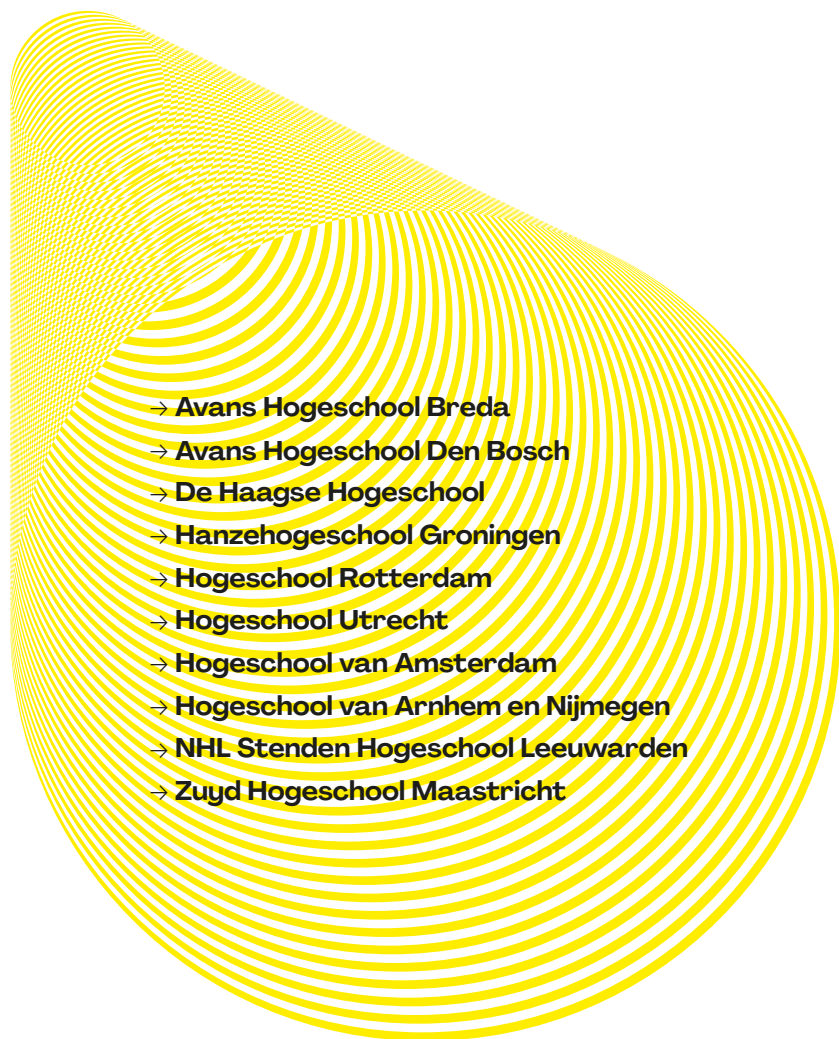 → Avans Hogeschool Breda
→ Avans Hogeschool Den Bosch
→ De Haagse Hogeschool
→ Hanzehogeschool Groningen
→ Hogeschool Rotterdam
→ Hogeschool Utrecht
→ Hogeschool van Amsterdam
→ Hogeschool van Arnhem en Nijmegen
→ NHL Stenden Hogeschool Leeuwarden
→ Zuyd Hogeschool Maastricht